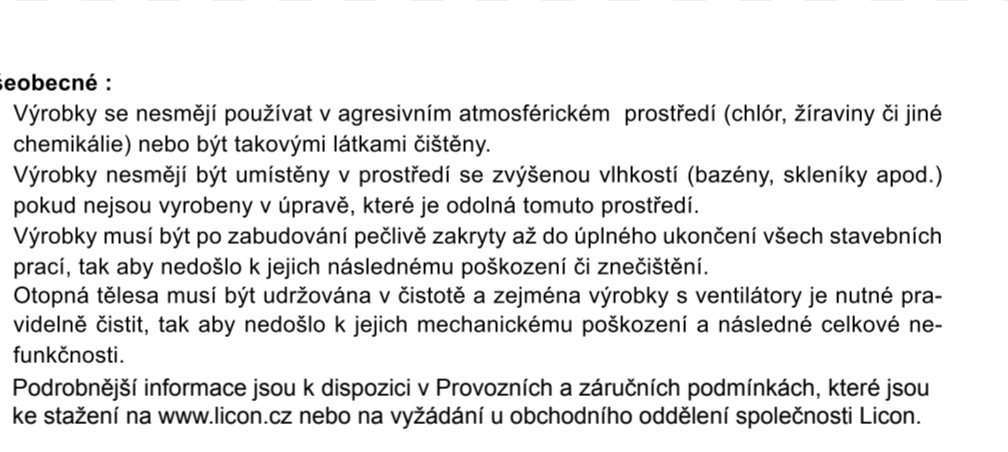 šeobecné :
Výrobky se nesmějí používat v agresivním atmosférickém prostředí (chlór, žíraviny či jiné
chemikálie) nebo být takovými látkami čištěny.
Výrobky nesmějí být umístěny v prostředí se zvýšenou vlhkostí (bazény, skleníky apod.)
pokud nejsou vyrobeny v úpravě, které je odolná tomuto prostředí.
Výrobky musí být po zabudování pečlivě zakryty až do úplného ukončení všech stavebních
prací, tak aby nedošlo k jejich následnému poškození či znečištění.
Otopná tělesa musí být udržována v čistotě a zejména výrobky s ventilátory je nutné pra-
videlně čistit, tak aby nedošlo k jejich mechanickému poškození a následné celkové ne-
funkčnosti.
Podrobnější informace jsou k dispozici v Provozních a záručních podmínkách, které jsou
ke stažení na www.licon.cz nebo na vyžádání u obchodního oddělení společnosti Licon.